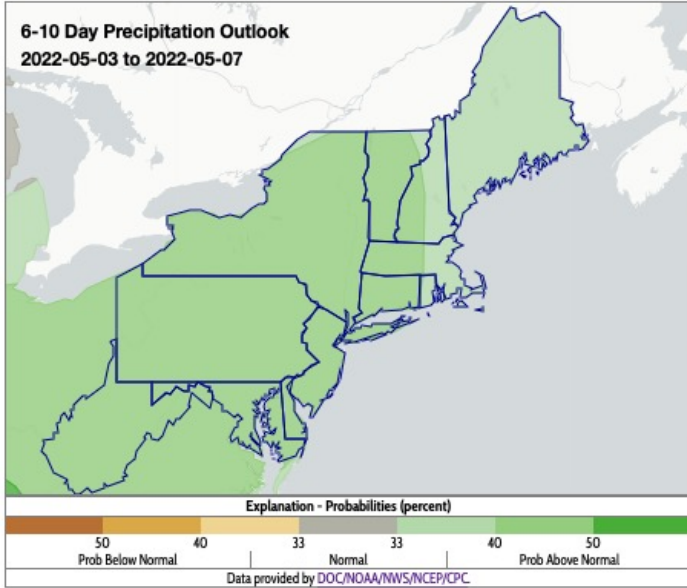 6-10 Day Precipitation Outlook
2022-05-03 to 2022-05-07
Explanation - Probabilities (percent)
50 40 33 33 40 50
Prob Below Normal | Normal | Prob Above Normal
Data provided by DOC/NOAA/NWS/NCEP/CPC.